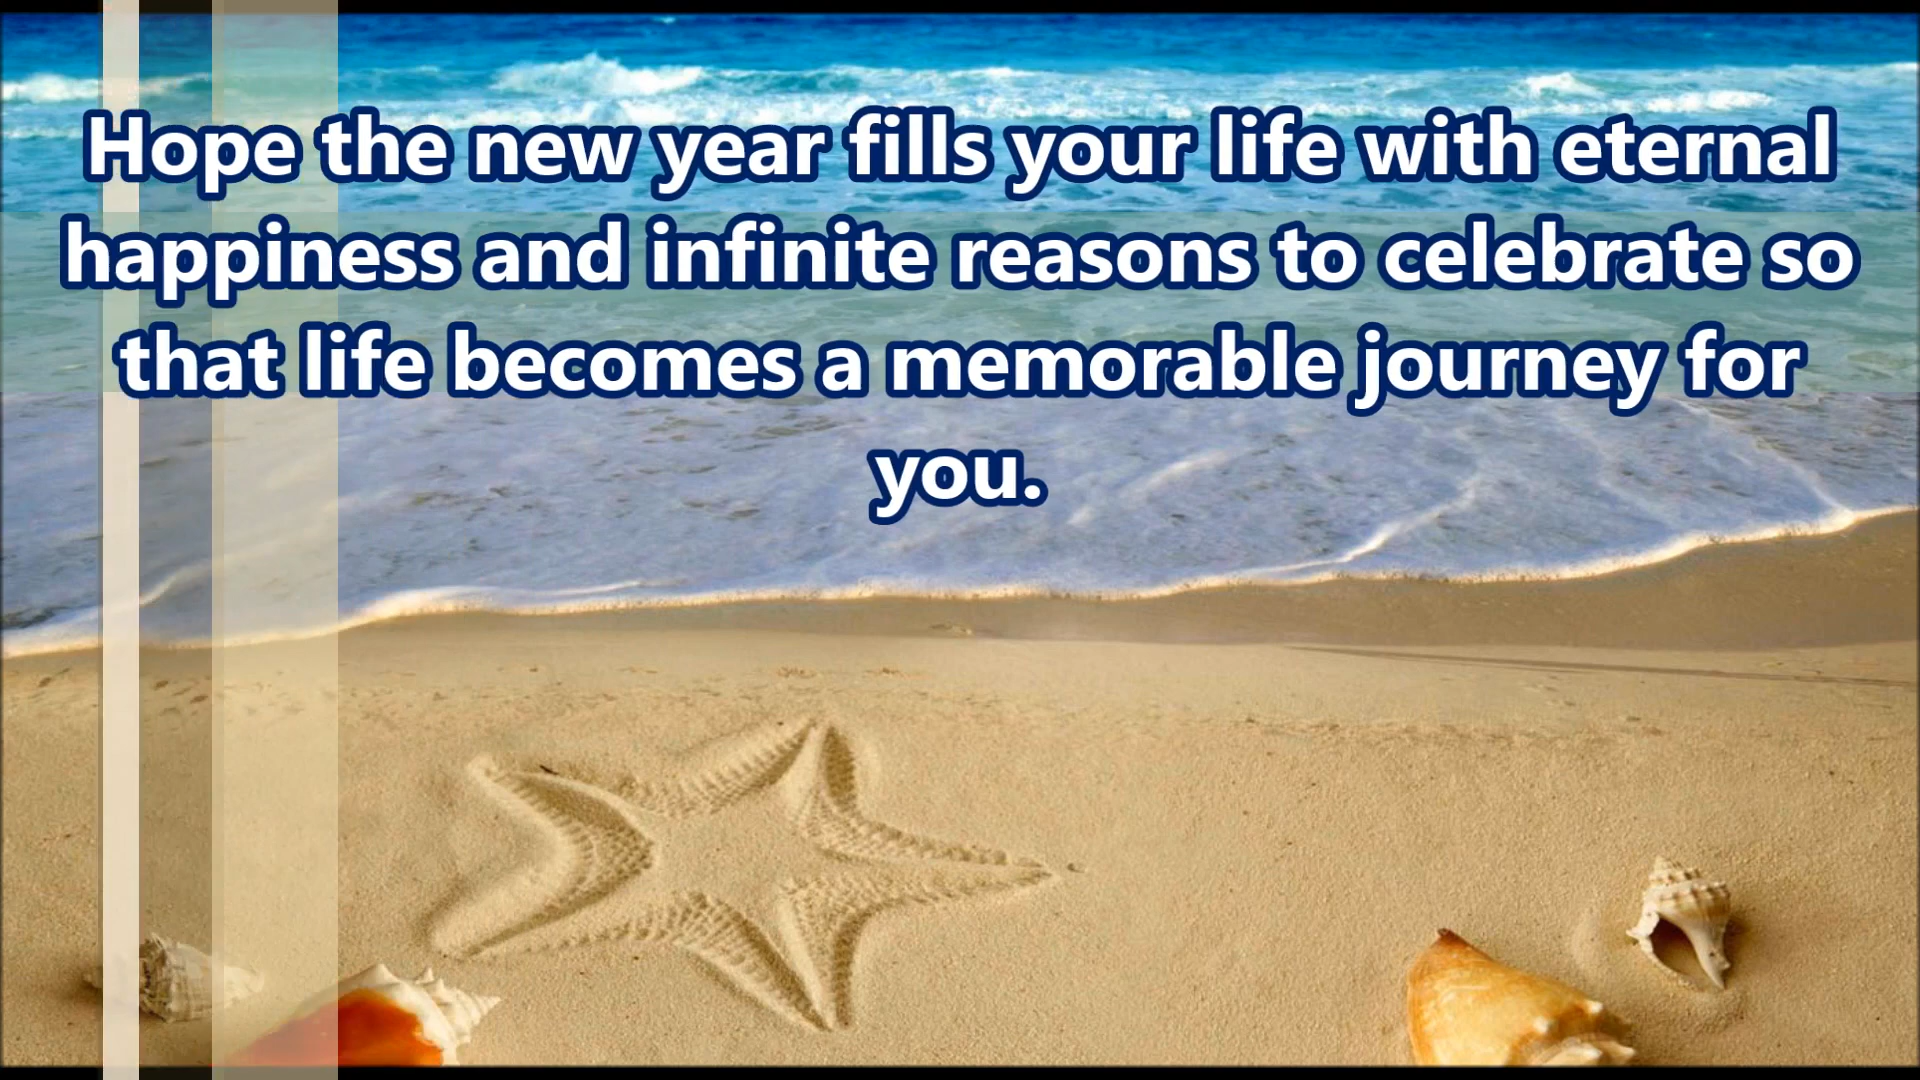 Hope the new year fills your life with eternal
happiness and infinite reasons to celebrate so
that life becomes a memorable journey for
you.